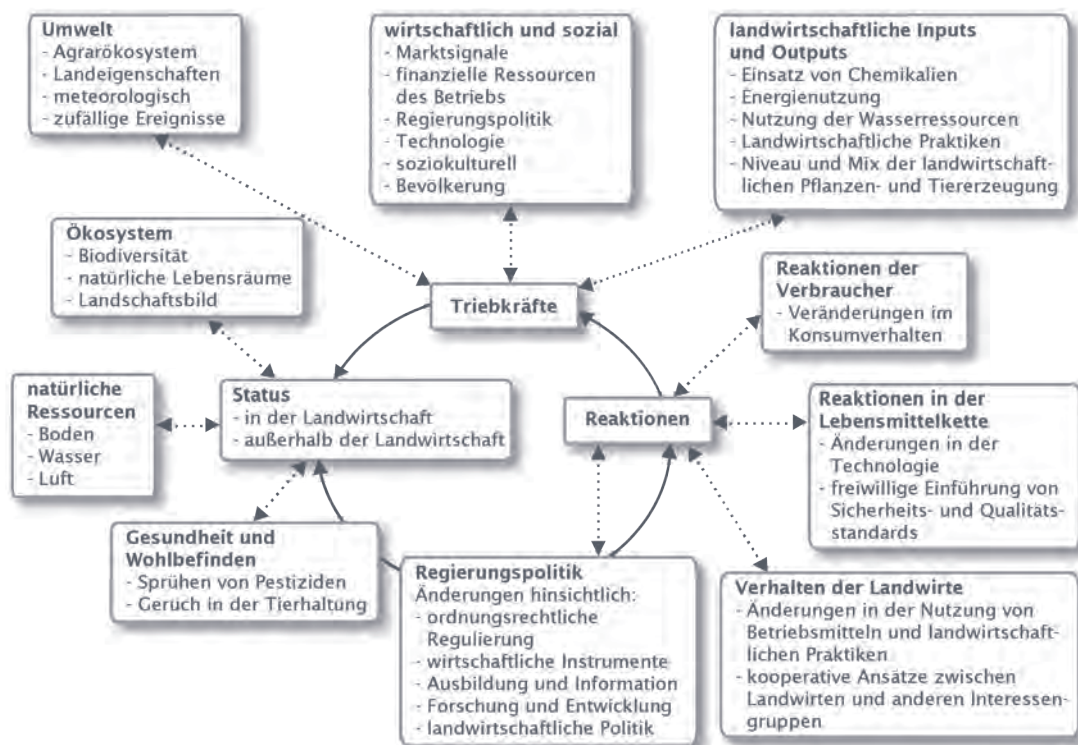 Umwelt
- Agrarökosystem
- Landeigenschaften
- meteorologisch
- zufällige Ereignisse
wirtschaftlich und sozial
- Marktsignale
- finanzielle Ressourcen
des Betriebs
- Regierungspolitik
- Technologie
- soziokulturell
- Bevölkerung
landwirtschaftliche Inputs
und Outputs
- Einsatz von Chemikalien
- Energienutzung
- Nutzung der Wasserressourcen
- Landwirtschaftliche Praktiken
- Niveau und Mix der landwirtschaft-
lichen Pflanzen- und Tiererzeugung
Ökosystem
- Biodiversität
- natürliche Lebensräume
- Landschaftsbild
Triebkräfte
Reaktionen der
Verbraucher
- Veränderungen im
Konsumverhalten
natürliche
Ressourcen
- Boden
- Wasser
- Luft
Status
- in der Landwirtschaft
- außerhalb der Landwirtschaft
Reaktionen
Reaktionen in der
Lebensmittelkette
- Änderungen in der
Technologie
- freiwillige Einführung von
Sicherheits- und Qualitäts-
standards
Gesundheit und
Wohlbefinden
- Sprühen von Pestiziden
- Geruch in der Tierhaltung
Regierungspolitik
Änderungen hinsichtlich:
- ordnungsrechtliche
Regulierung
- wirtschaftliche Instrumente
- Ausbildung und Information
- Forschung und Entwicklung
- landwirtschaftliche Politik
Verhalten der Landwirte
- Änderungen in der Nutzung von
Betriebsmitteln und landwirtschaft-
lichen Praktiken
- kooperative Ansätze zwischen
Landwirten und anderen Interessen-
gruppen